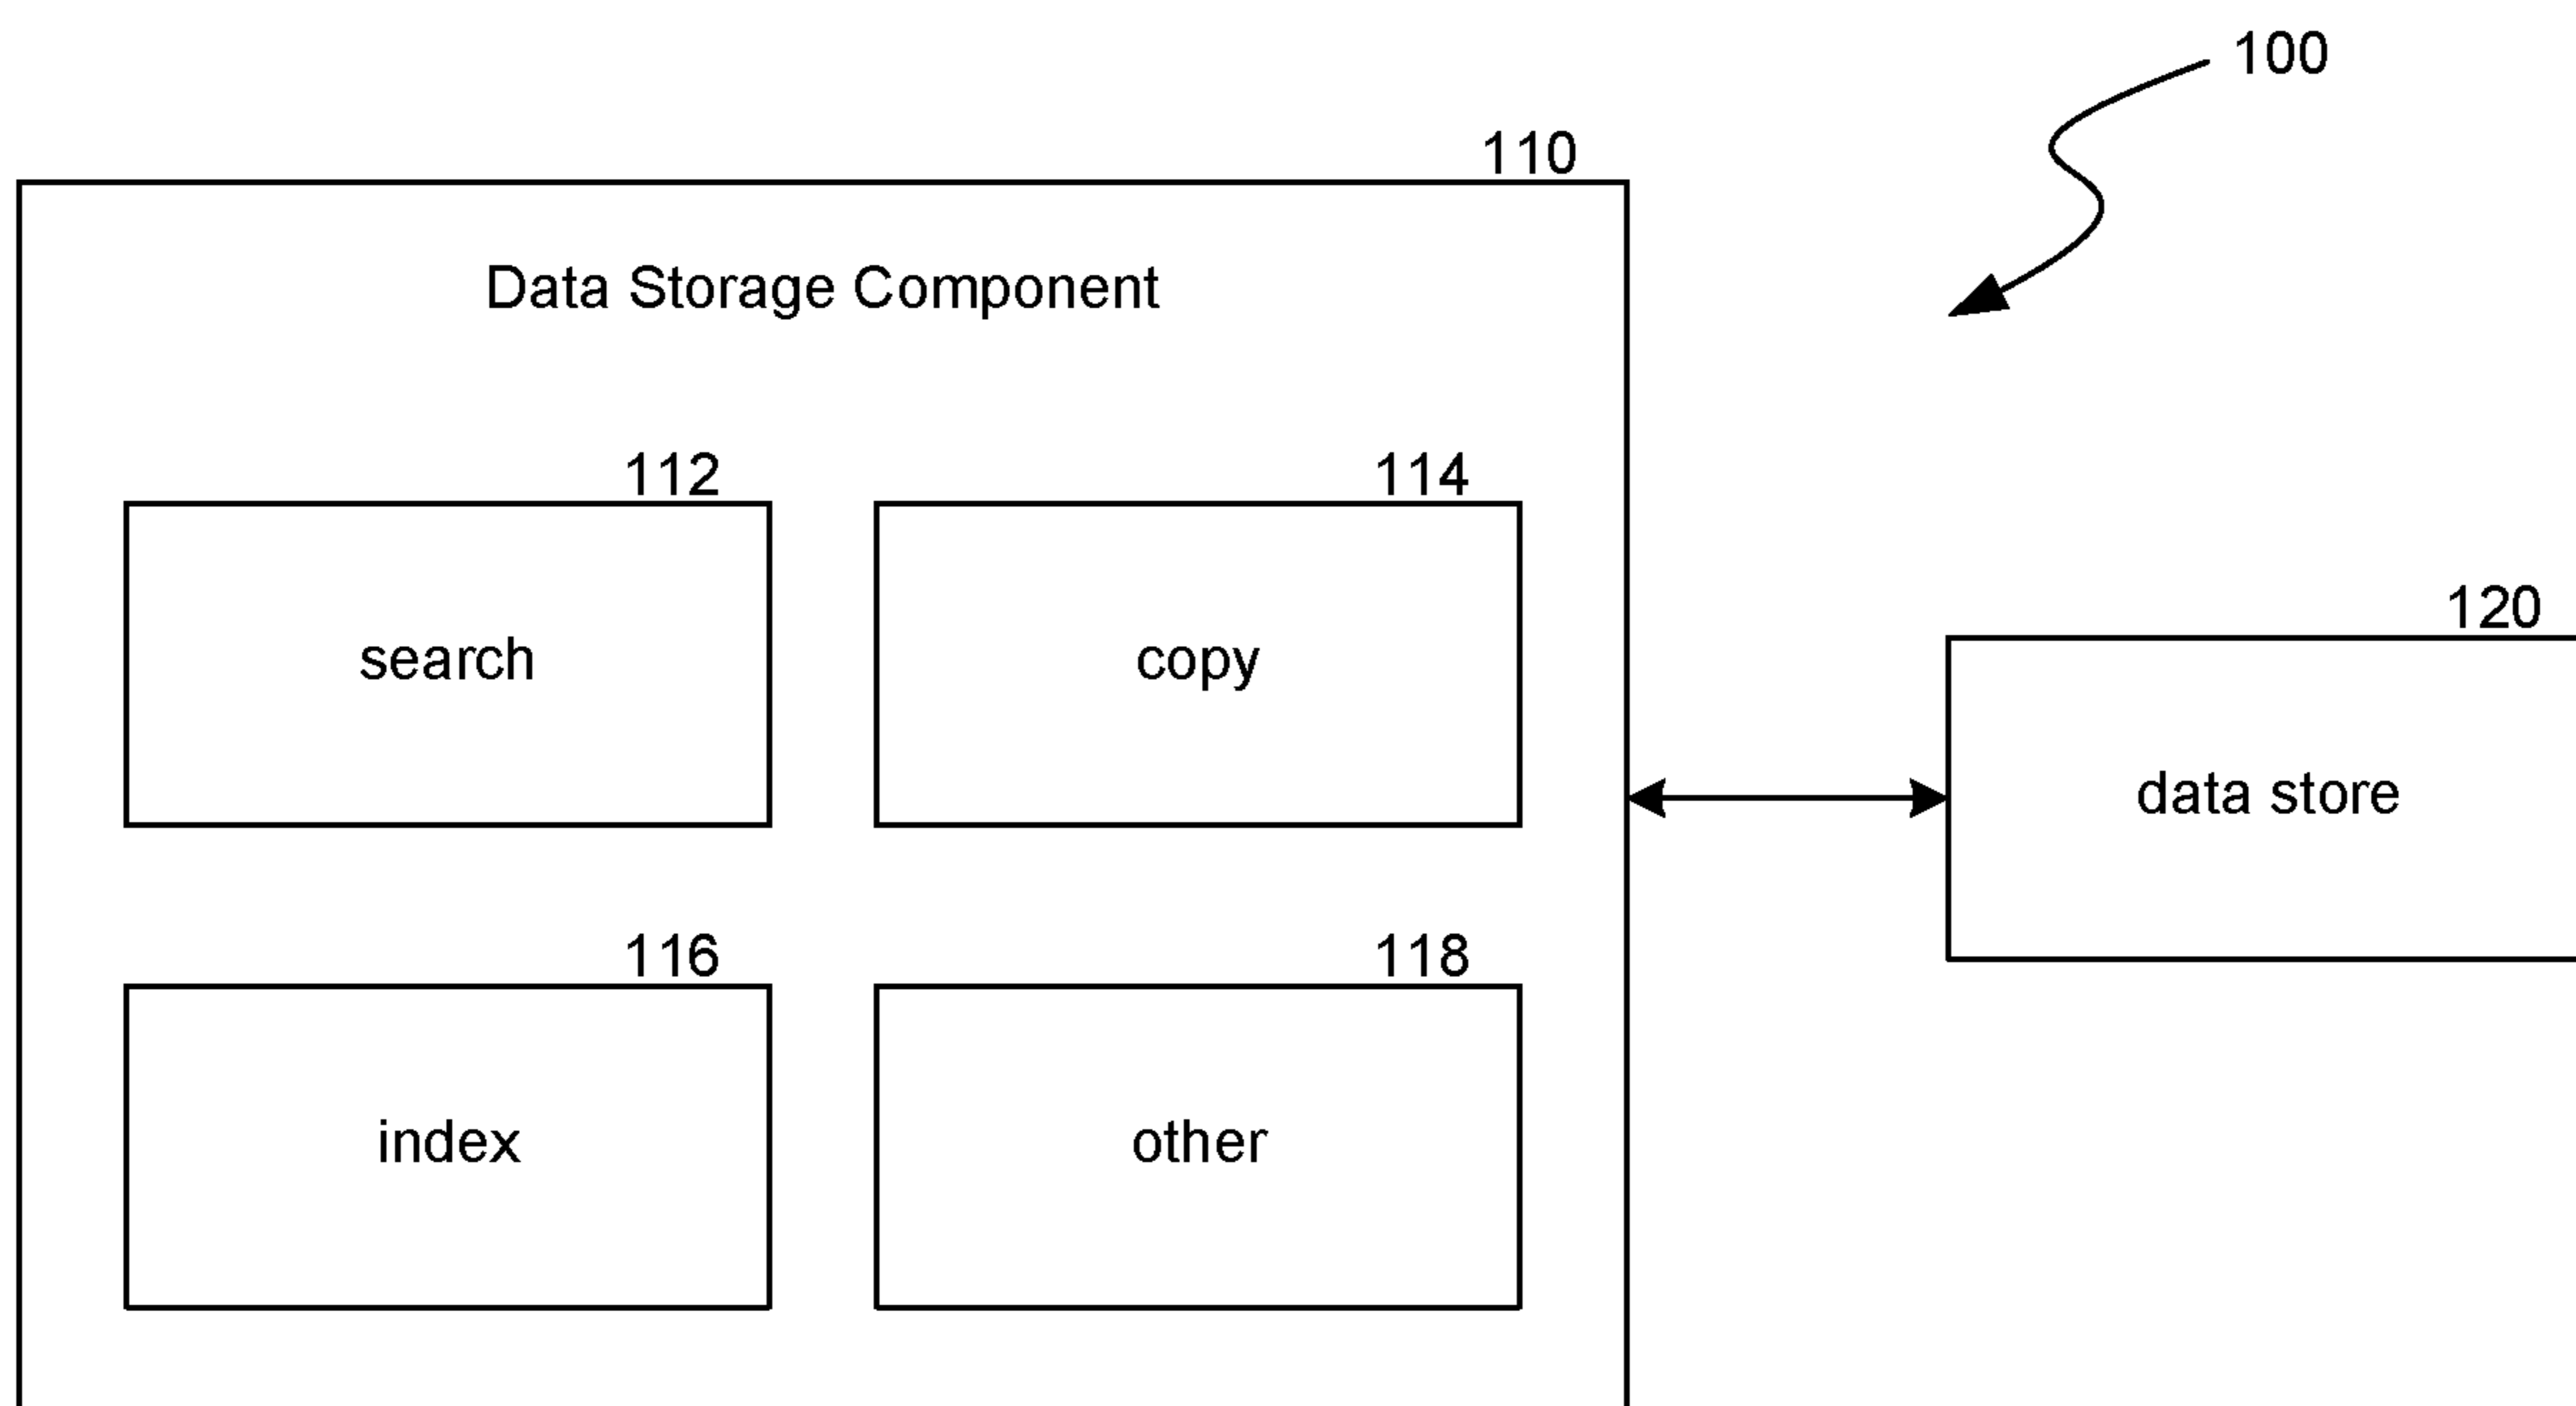 100
110
Data Storage Component
112
114
search
copy
120
data store
116
118
index
other